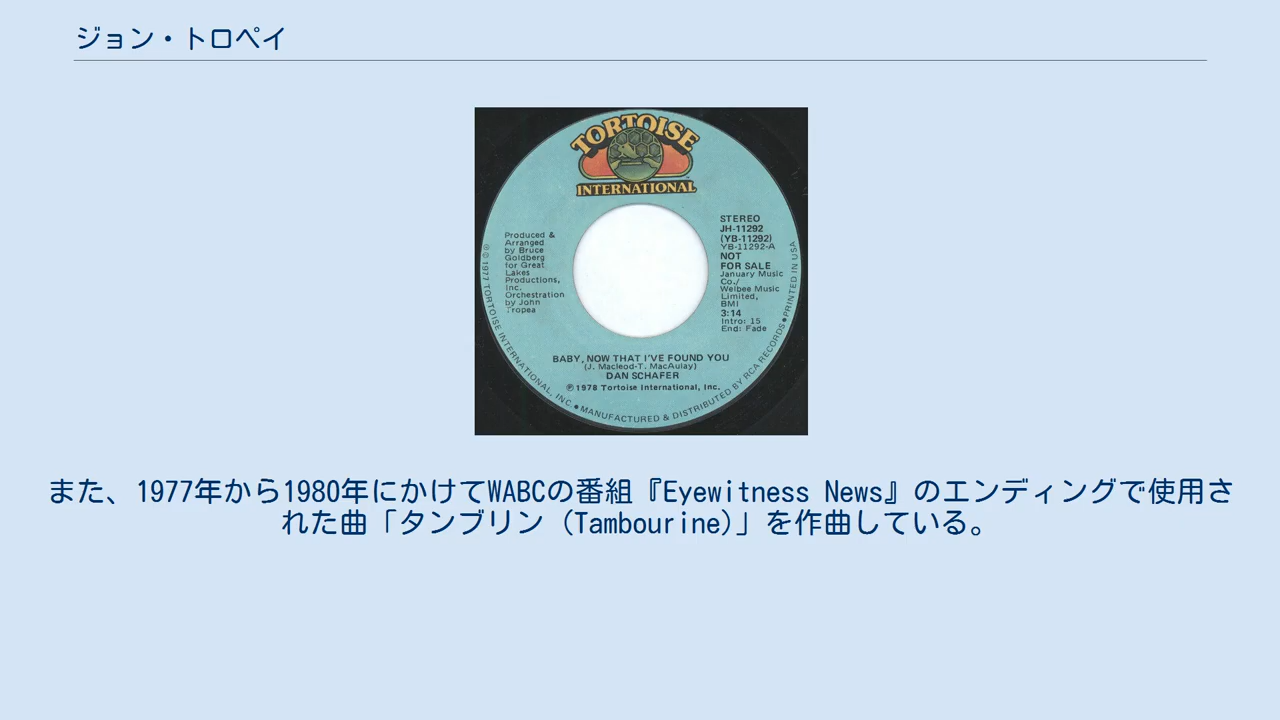 ジョン・トロペイ
TORTOISE
INTERNATIONAL
Produced &
Arranged
by Bruce
Goldberg
for Great
Lakes
Productions,
Inc.
Orchestration
by John
Tropea
STEREO
JH-11292
(YB-11292)
YB-11292-A
NOT
FOR SALE
January Music
Co./
Welbee Music
Limited,
BMI
3:14
Intro: 15
End: Fade
BABY, NOW THAT I'VE FOUND YOU
(J. Macleod-T. MacAulay)
DAN SCHAFER
℗1978 Tortoise International, Inc.
℗© 1977 TORTOISE INTERNATIONAL, INC. ● MANUFACTURED & DISTRIBUTED BY RCA RECORDS ● PRINTED IN USA
また、1977年から1980年にかけてWABCの番組『Eyewitness News』のエンディングで使用さ
れた曲「タンブリン（Tambourine）」を作曲している。